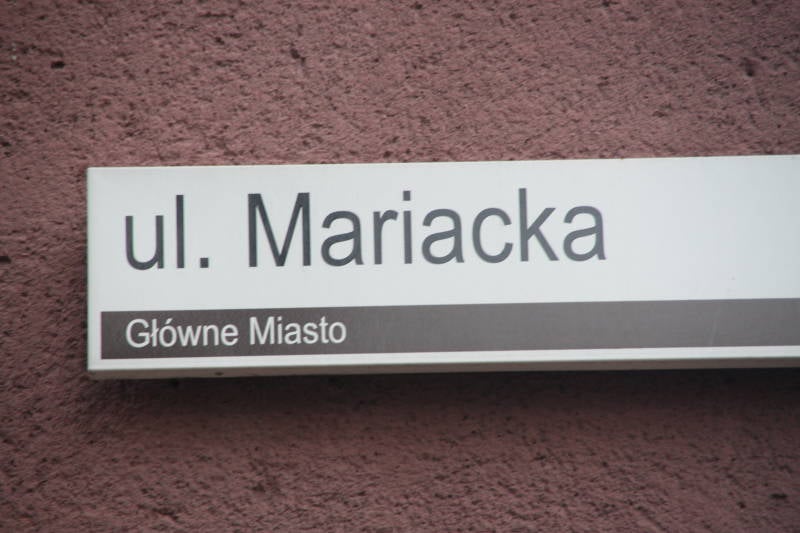 ul. Mariacka
Główne Miasto